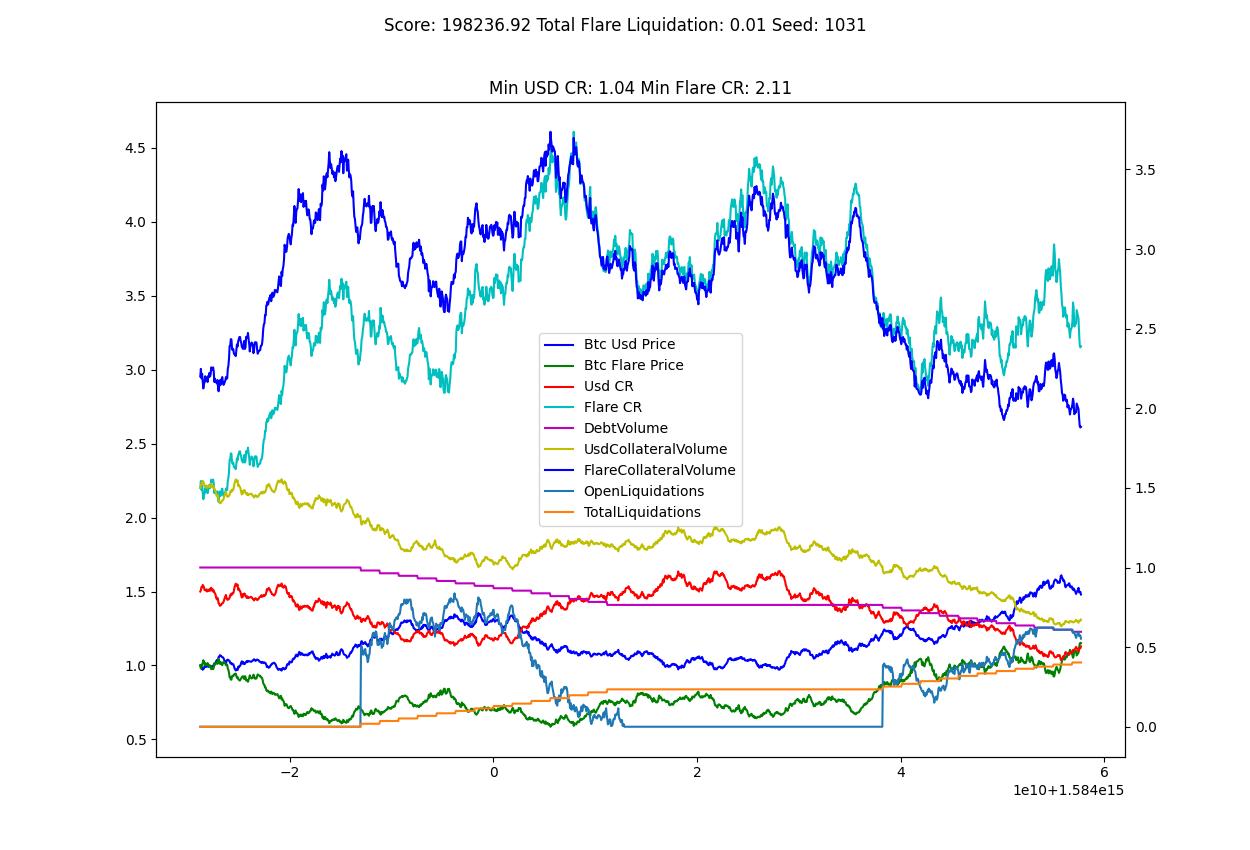 Score: 198236.92 Total Flare Liquidation: 0.01 Seed: 1031
Min USD CR: 1.04 Min Flare CR: 2.11
4.5
4.0
3.5
3.0
2.5
2.0
1.5
1.0
0.5
3.5
3.0
2.5
2.0
1.5
1.0
0.5
0.0
Btc Usd Price
Btc Flare Price
Usd CR
Flare CR
DebtVolume
UsdCollateralVolume
FlareCollateralVolume
OpenLiquidations
TotalLiquidations
−2 0 2 4 6
1e10+1.584e15